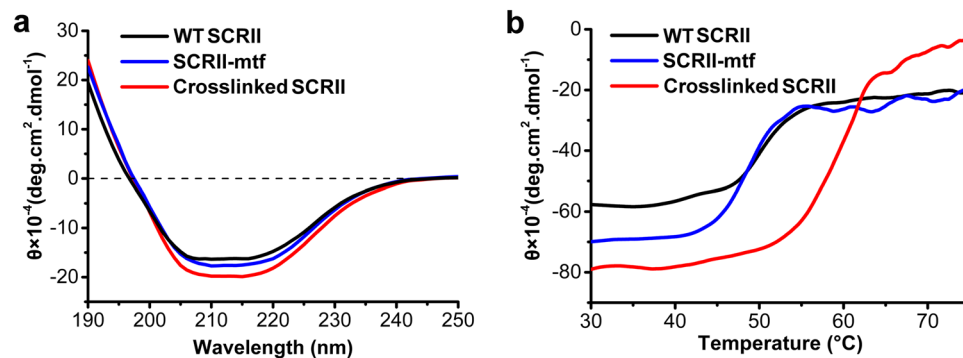 a
30
20
10
0
-10
-20
θ×10⁻⁴(deg.cm².dmol⁻¹)
WT SCRII
SCRII-mtf
Crosslinked SCRII
190 200 210 220 230 240 250
Wavelength (nm)
b
0
-20
-40
-60
-80
θ×10⁻⁴(deg.cm².dmol⁻¹)
WT SCRII
SCRII-mtf
Crosslinked SCRII
30 40 50 60 70
Temperature (°C)